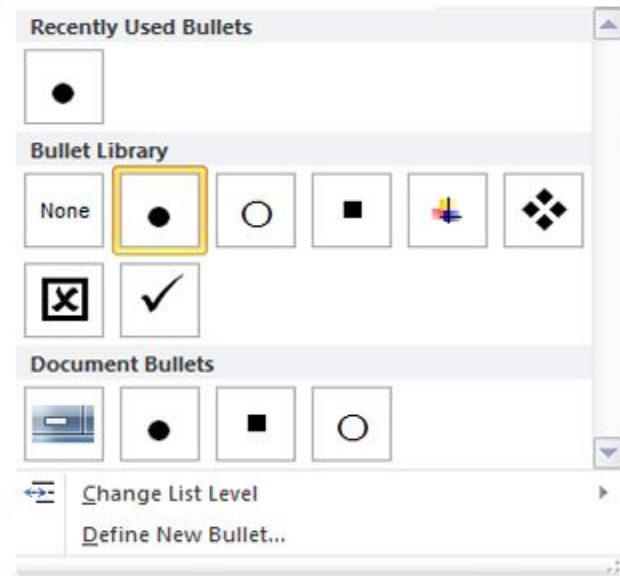 Recently Used Bullets
Bullet Library
None
Document Bullets
Change List Level
Define New Bullet...